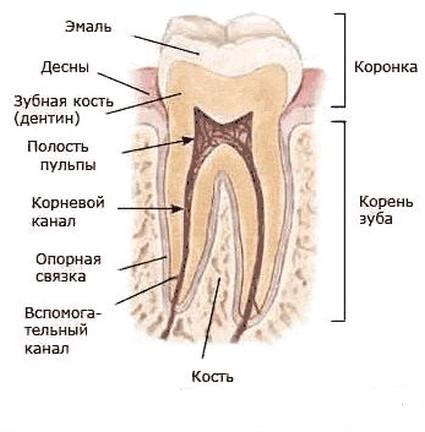 Эмаль
Десны
Зубная кость
(дентин)
Полость
пульпы
Корневой
канал
Опорная
связка
Вспомога-
тельный
канал
Кость
Коронка
Корень
зуба